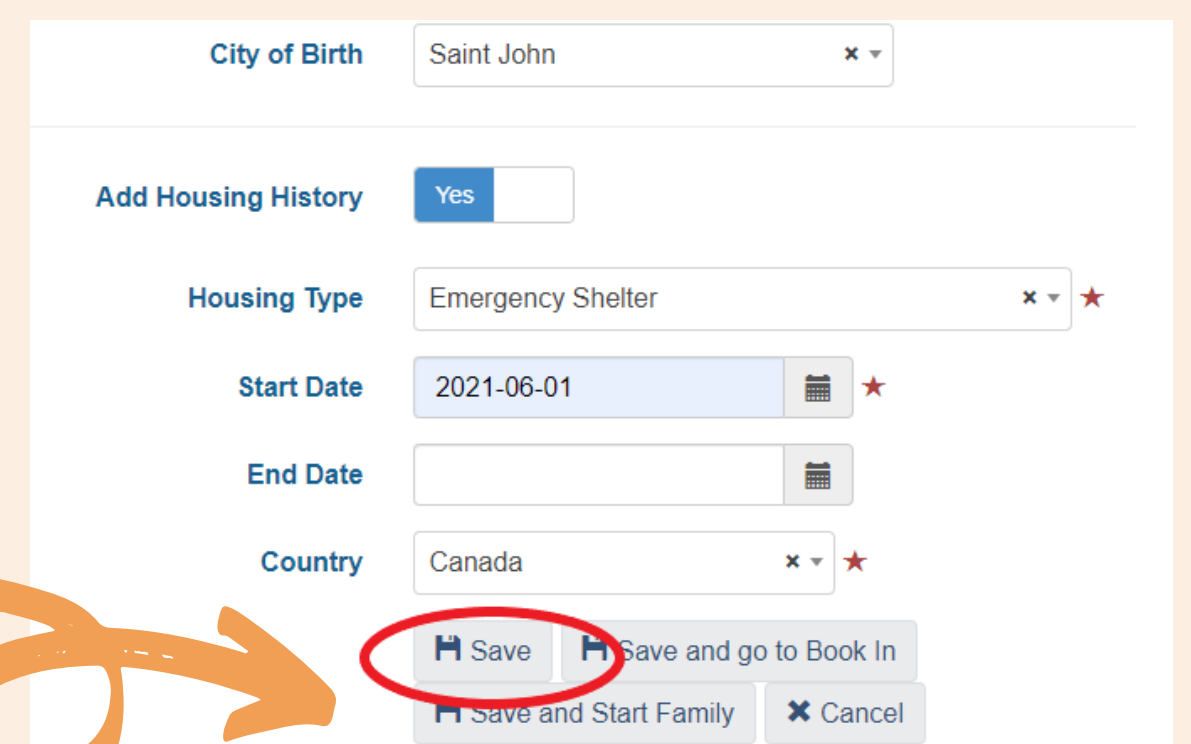 City of Birth Saint John
Add Housing History Yes
Housing Type Emergency Shelter
Start Date 2021-06-01
End Date
Country Canada
Save Save and go to Book In
Save and Start Family Cancel